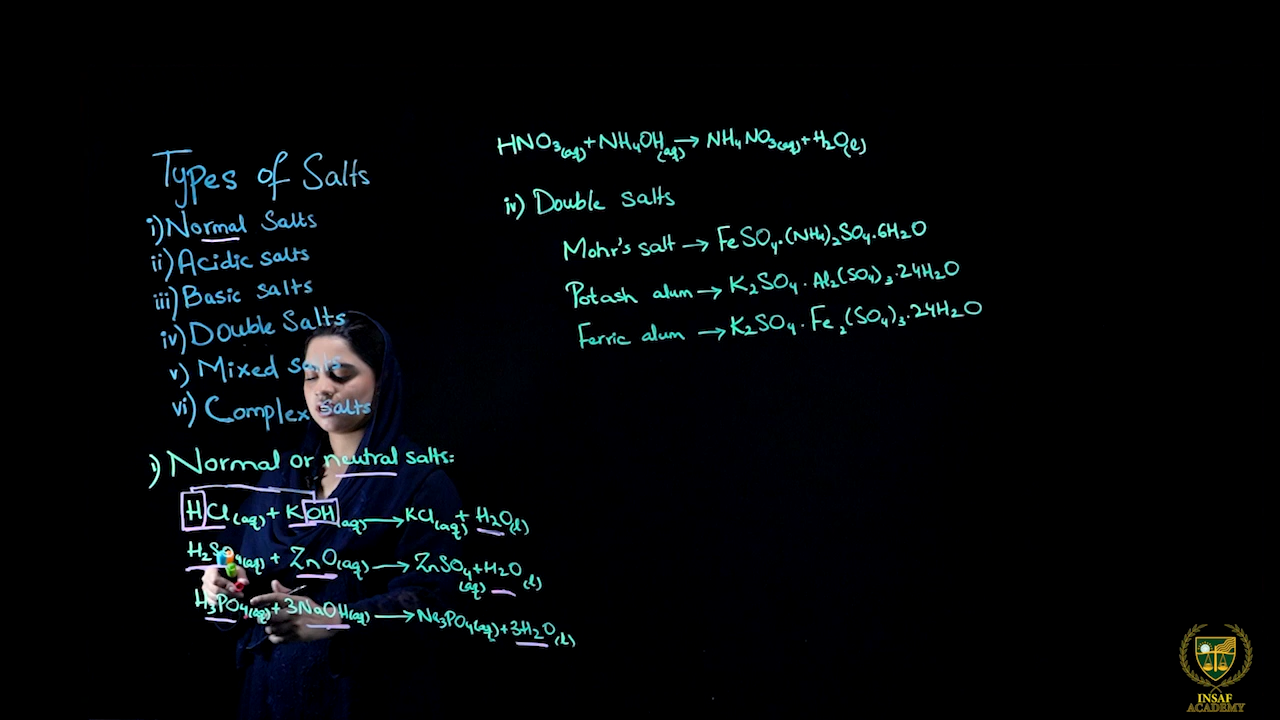 Types of Salts
i) Normal Salts
ii) Acidic salts
iii) Basic salts
iv) Double Salts
v) Mixed salts
vi) Complex salts
i) Normal or neutral salts:
HCl(aq) + KOH(aq) → KCl(aq) + H2O(l)
H2SO4(aq) + ZnO(aq) → ZnSO4(aq) + H2O(l)
H3PO4(aq) + 3NaOH(aq) → Na3PO4(aq) + 3H2O(l)
HNO3(aq) + NH4OH(aq) → NH4NO3(aq) + H2O(l)
iv) Double salts
Mohr's salt → FeSO4.(NH4)2SO4.6H2O
Potash alum → K2SO4.Al2(SO4)3.24H2O
Ferric alum → K2SO4.Fe2(SO4)3.24H2O
INSAF
ACADEMY